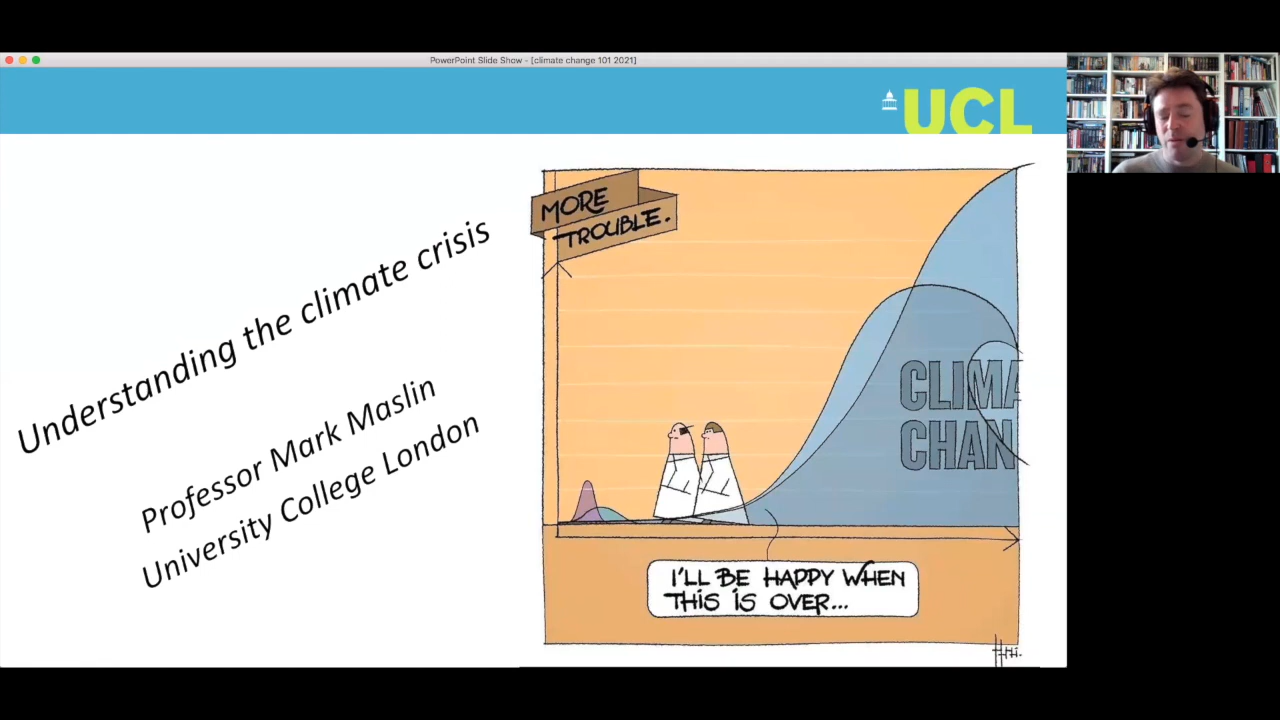 PowerPoint Slide Show - [climate change 101 2021]
UCL
Understanding the climate crisis
Professor Mark Maslin
University College London
MORE
TROUBLE.
CLIMA
CHAN
I'LL BE HAPPY WHEN
THIS IS OVER...